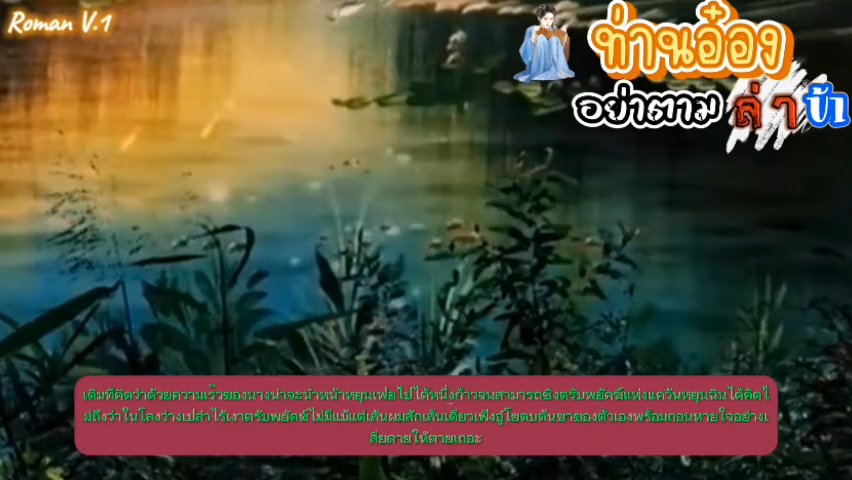 Roman V.1
ท่านอ๋อง
อย่าตาม ล่า ข้า
เดิมทีคิดว่าด้วยความเร็วของนางน่าจะนำหน้าหยุนเฟยไปได้หนึ่งก้าวจนสามารถชิงตรับพยัคฆ์แห่งแคว้นหยุนฉินได้คิดไ
ม่ถึงว่าในโลงว่างเปล่าไร้เงาตรับพยัคฆ์ไม่มีแม้แต่เส้นผมสักเส้นเดียวเฟิงอู๋โยตบต้นขาของตัวเองพร้อมถอนหายใจอย่างเ
สียดายให้ตายเถอะ